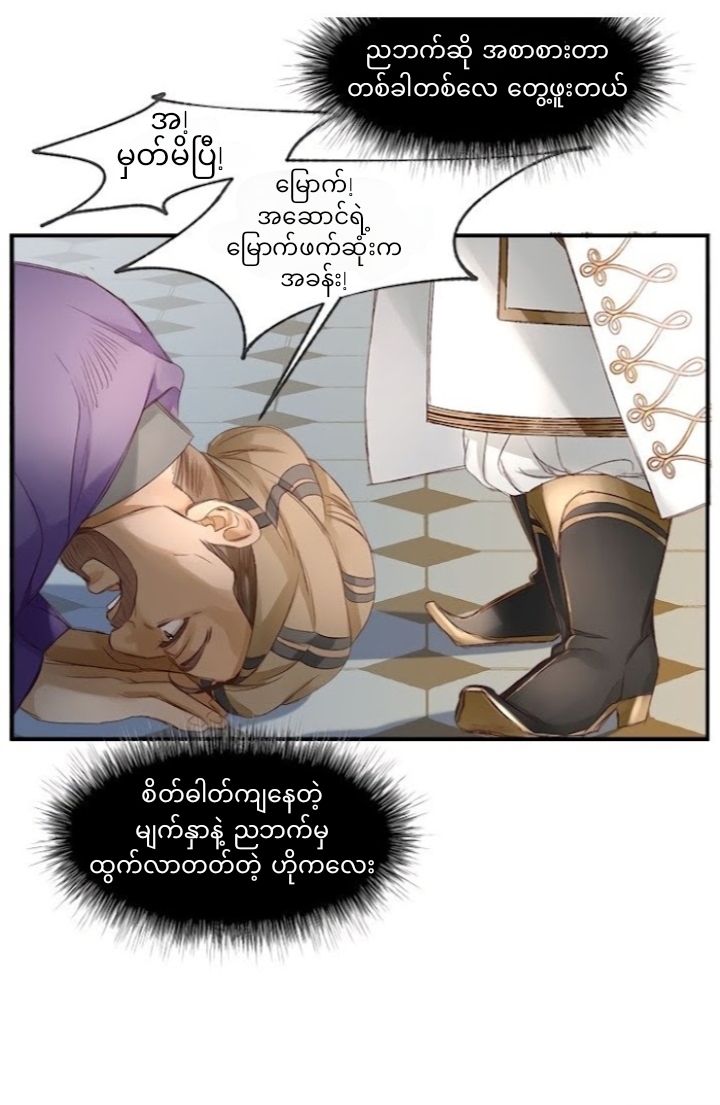 ညဘက်ဆို အစာစားတာ
တစ်ခါတစ်လေ တွေ့ဖူးတယ်
အ!
မှတ်မိပြီ!
မြောက်!
အဆောင်ရဲ့
မြောက်ဖက်ဆုံးက
အခန်း!
စိတ်ဓါတ်ကျနေတဲ့
မျက်နှာနဲ့ ညဘက်မှ
ထွက်လာတတ်တဲ့ ဟိုကလေး